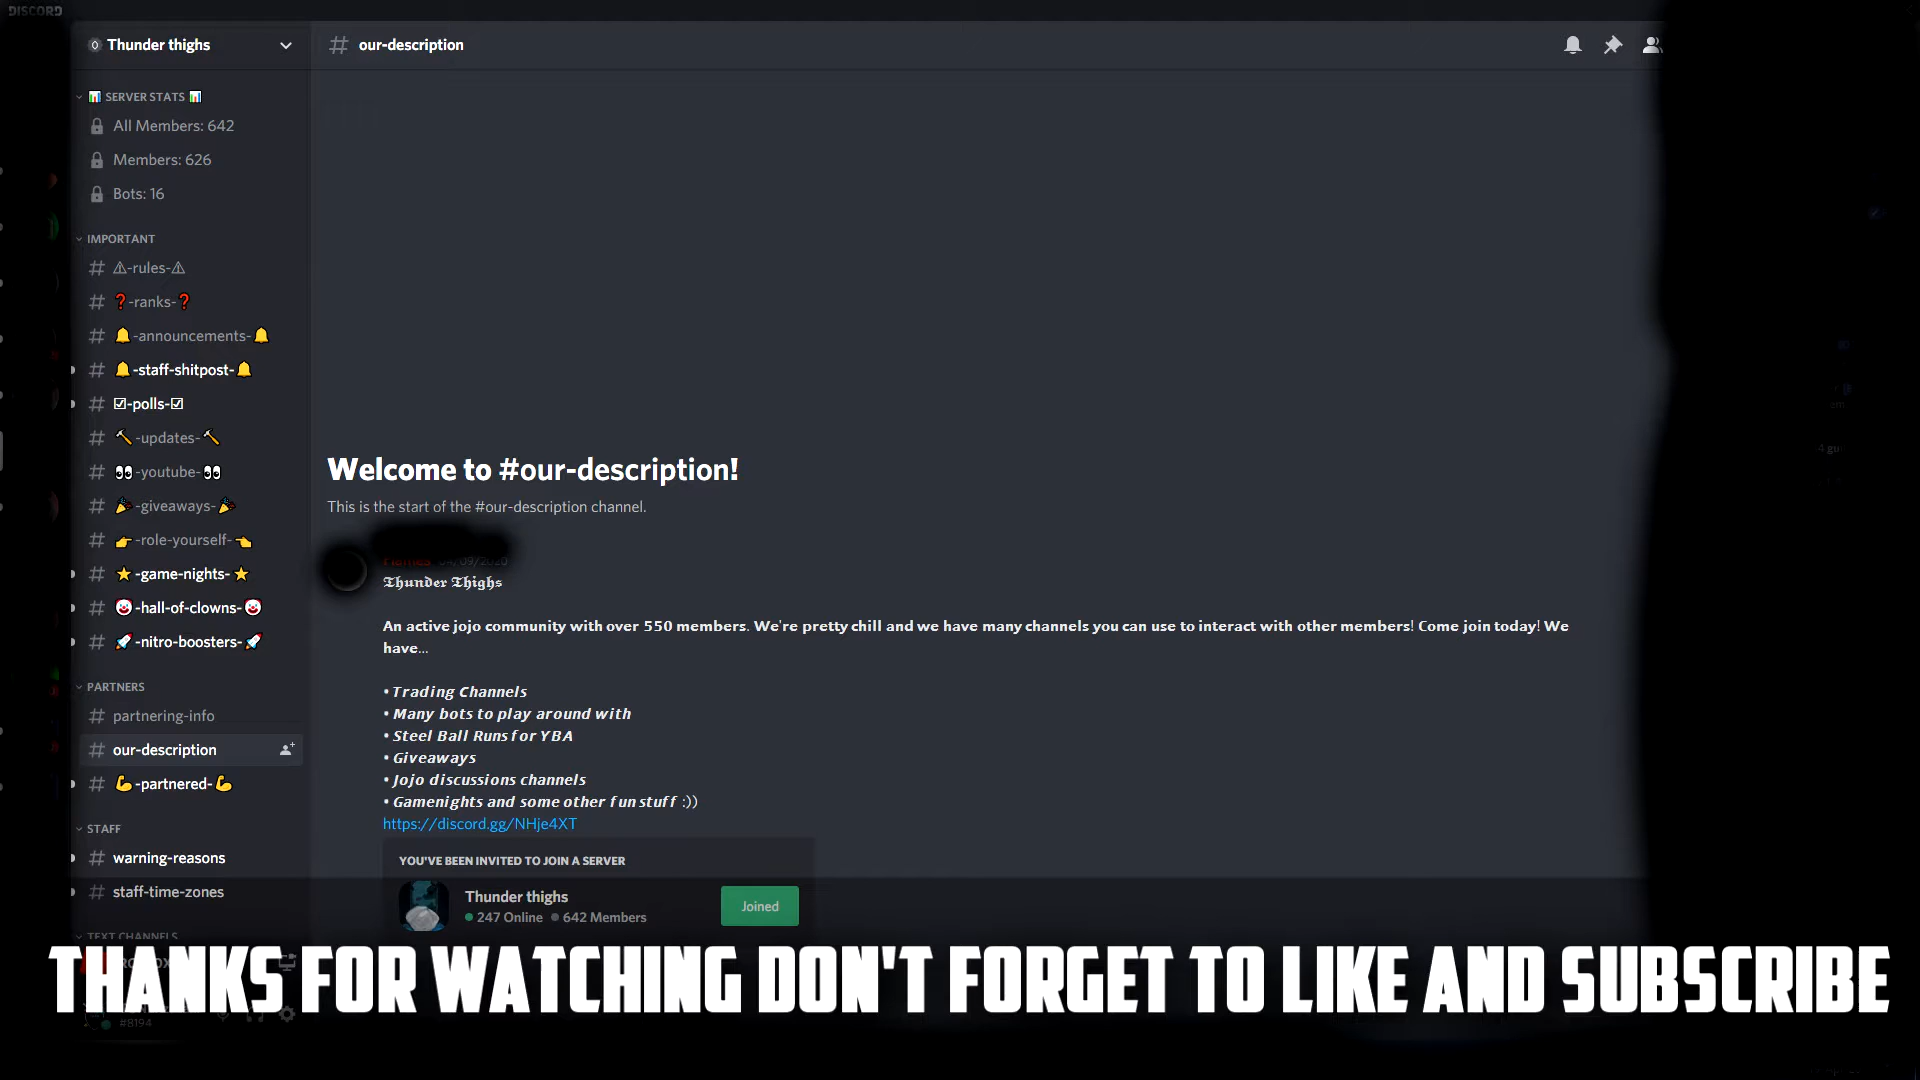 DISCORD
Thunder thighs
# our-description
📊 SERVER STATS 📊
All Members: 642
Members: 626
Bots: 16
IMPORTANT
# ⚠-rules-⚠
# ❓-ranks-❓
# 🔔-announcements-🔔
# 🔔-staff-shitpost-🔔
# ☑-polls-☑
# 🔨-updates-🔨
# 👀-youtube-👀
# 🎉-giveaways-🎉
# 👉-role-yourself-👈
# ⭐-game-nights-⭐
# 🤡-hall-of-clowns-🤡
# 🚀-nitro-boosters-🚀
PARTNERS
# partnering-info
# our-description
# 💪-partnered-💪
STAFF
# warning-reasons
# staff-time-zones
TEXT CHANNELS
#8194
Welcome to #our-description!
This is the start of the #our-description channel.
Flames 04/09/2020
𝕿𝖍𝖚𝖓𝖉𝖊𝖗 𝕿𝖍𝖎𝖌𝖍𝖘
An active jojo community with over 550 members. We're pretty chill and we have many channels you can use to interact with other members! Come join today! We
have...
• Trading Channels
• Many bots to play around with
• Steel Ball Runs for YBA
• Giveaways
• Jojo discussions channels
• Gamenights and some other fun stuff :))
https://discord.gg/NHje4XT
YOU'VE BEEN INVITED TO JOIN A SERVER
Thunder thighs
247 Online 642 Members
Joined
THANKS FOR WATCHING DON'T FORGET TO LIKE AND SUBSCRIBE